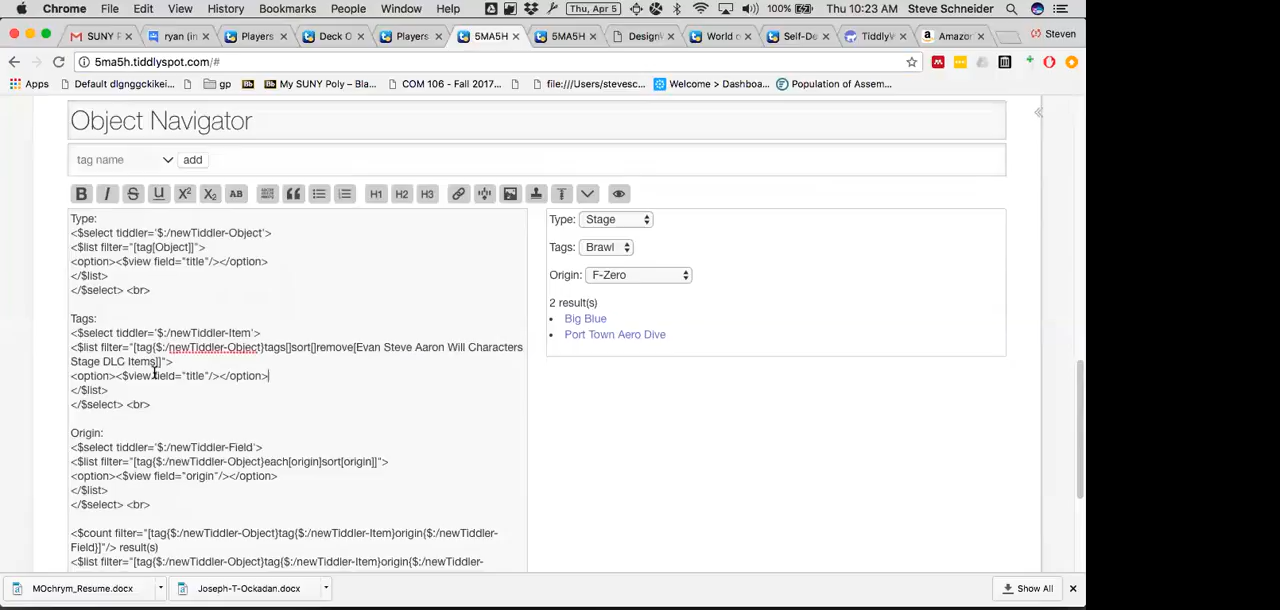 Chrome File Edit View History Bookmarks People Window Help Thu, Apr 5 100% Thu 10:23 AM Steve Schneider
SUNY P ryan (in Players Deck O Players 5MA5H 5MA5H Design World o Self-De TiddlyW Amazon Steven
5ma5h.tiddlyspot.com/#
Apps Default dlgnggckikei... gp My SUNY Poly – Bla... COM 106 - Fall 2017... file:///Users/stevesc... Welcome > Dashboa... Population of Assem...
Object Navigator
tag name add
B I S U X² X₂ AB H1 H2 H3
Type:
<$select tiddler='$:/newTiddler-Object'>
<$list filter="[tag[Object]]">
<option><$view field="title"/></option>
</$list>
</$select> <br>
Tags:
<$select tiddler='$:/newTiddler-Item'>
<$list filter="[tag{$:/newTiddler-Object}tags[]sort[]remove[Evan Steve Aaron Will Characters
Stage DLC Items]]">
<option><$view field="title"/></option>
</$list>
</$select> <br>
Origin:
<$select tiddler='$:/newTiddler-Field'>
<$list filter="[tag{$:/newTiddler-Object}each[origin]sort[origin]]">
<option><$view field="origin"/></option>
</$list>
</$select> <br>
<$count filter="[tag{$:/newTiddler-Object}tag{$:/newTiddler-Item}origin{$:/newTiddler-
Field}]"/> result(s)
<$list filter="[tag{$:/newTiddler-Object}tag{$:/newTiddler-Item}origin{$:/newTiddler-
Type: Stage
Tags: Brawl
Origin: F-Zero
2 result(s)
• Big Blue
• Port Town Aero Dive
MOchrym_Resume.docx Joseph-T-Ockadan.docx Show All